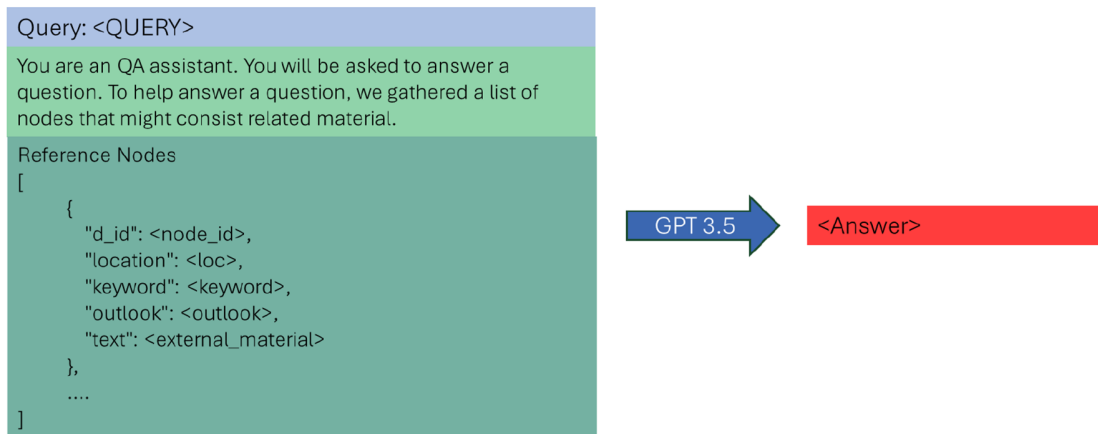 Query: <QUERY>
You are an QA assistant. You will be asked to answer a
question. To help answer a question, we gathered a list of
nodes that might consist related material.
Reference Nodes
[
{
"d_id": <node_id>,
"location": <loc>,
"keyword": <keyword>,
"outlook": <outlook>,
"text": <external_material>
},
....
]
GPT 3.5
<Answer>